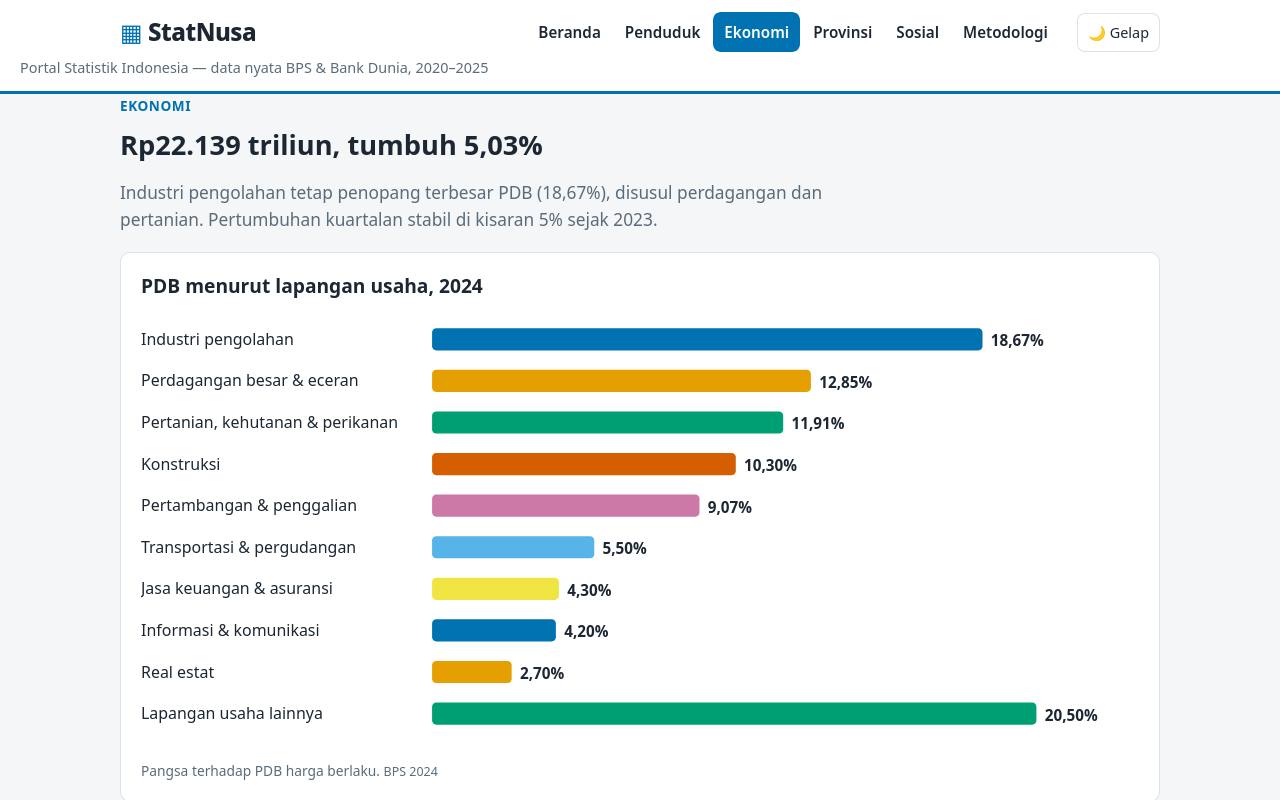 StatNusa
Beranda Penduduk Ekonomi Provinsi Sosial Metodologi Gelap
Portal Statistik Indonesia — data nyata BPS & Bank Dunia, 2020–2025
EKONOMI
Rp22.139 triliun, tumbuh 5,03%
Industri pengolahan tetap penopang terbesar PDB (18,67%), disusul perdagangan dan
pertanian. Pertumbuhan kuartalan stabil di kisaran 5% sejak 2023.
PDB menurut lapangan usaha, 2024
Industri pengolahan 18,67%
Perdagangan besar & eceran 12,85%
Pertanian, kehutanan & perikanan 11,91%
Konstruksi 10,30%
Pertambangan & penggalian 9,07%
Transportasi & pergudangan 5,50%
Jasa keuangan & asuransi 4,30%
Informasi & komunikasi 4,20%
Real estat 2,70%
Lapangan usaha lainnya 20,50%
Pangsa terhadap PDB harga berlaku. BPS 2024